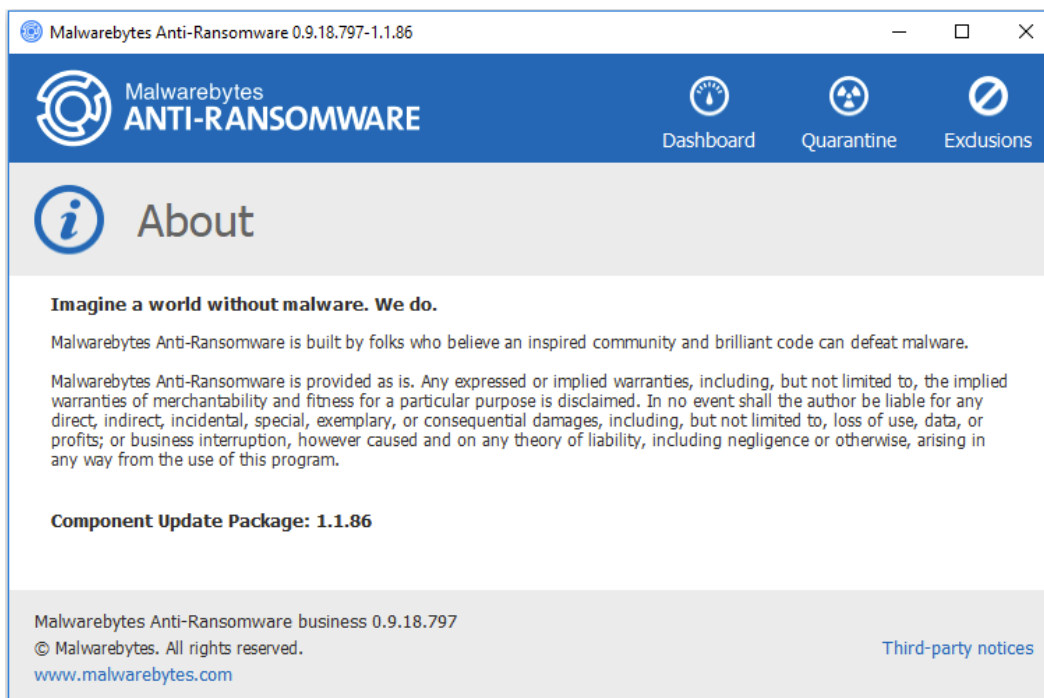 Malwarebytes Anti-Ransomware 0.9.18.797-1.1.86
Malwarebytes
ANTI-RANSOMWARE
Dashboard
Quarantine
Exclusions
About
Imagine a world without malware. We do.
Malwarebytes Anti-Ransomware is built by folks who believe an inspired community and brilliant code can defeat malware.
Malwarebytes Anti-Ransomware is provided as is. Any expressed or implied warranties, including, but not limited to, the implied
warranties of merchantability and fitness for a particular purpose is disclaimed. In no event shall the author be liable for any
direct, indirect, incidental, special, exemplary, or consequential damages, including, but not limited to, loss of use, data, or
profits; or business interruption, however caused and on any theory of liability, including negligence or otherwise, arising in
any way from the use of this program.
Component Update Package: 1.1.86
Malwarebytes Anti-Ransomware business 0.9.18.797
© Malwarebytes. All rights reserved.
Third-party notices
www.malwarebytes.com